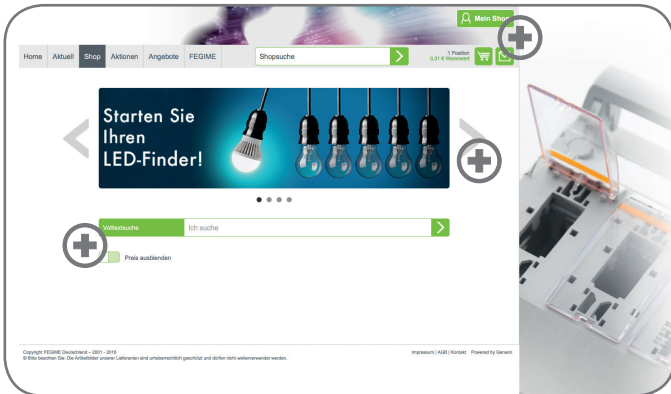 Mein Shop
Home Aktuell Shop Aktionen Angebote FEGIME
Shopsuche
1 Position
0,31 € Warenwert
Starten Sie
Ihren
LED-Finder!
Volltextsuche
Ich suche
Preis ausblenden
Copyright FEGIME Deutschland – 2001 - 2018
© Bitte beachten Sie: Die Artikelbilder unserer Lieferanten sind urheberrechtlich geschützt und dürfen nicht weiterverwendet werden.
Impressum | AGB | Kontakt Powered by Geneon